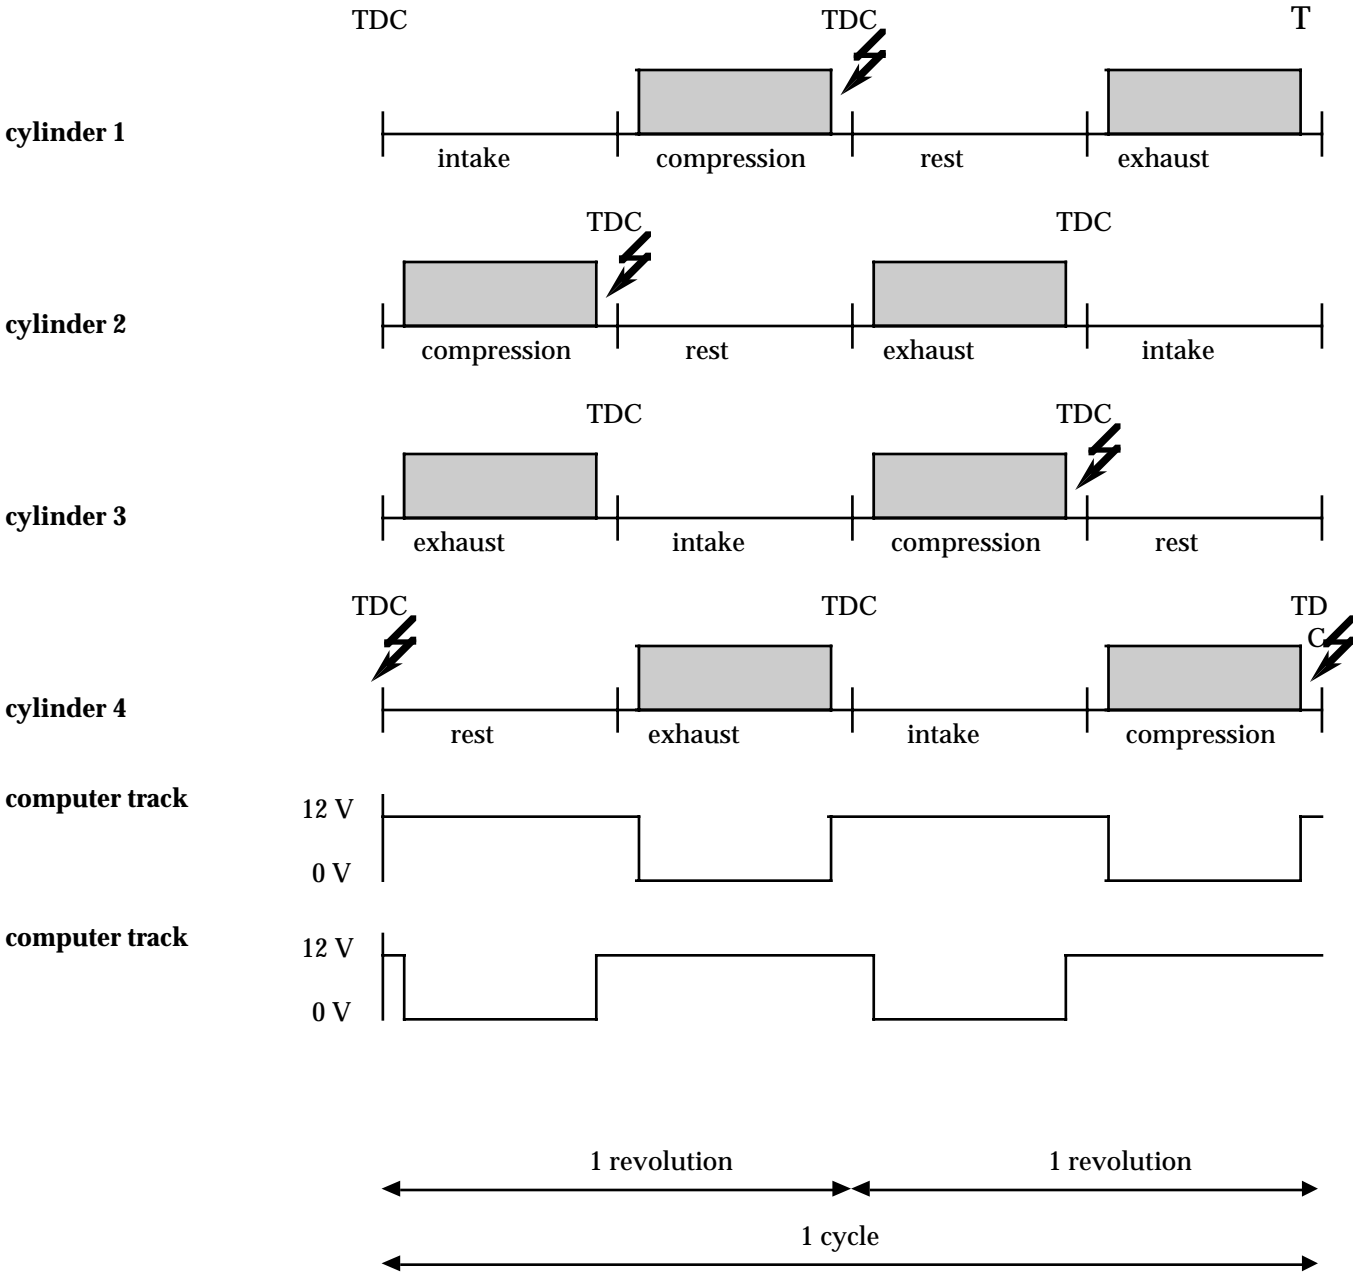 TDC TDC T
cylinder 1
intake compression rest exhaust
TDC TDC
cylinder 2
compression rest exhaust intake
TDC TDC
cylinder 3
exhaust intake compression rest
TDC TDC TD
C
cylinder 4
rest exhaust intake compression
computer track 12 V
0 V
computer track 12 V
0 V
1 revolution 1 revolution
1 cycle